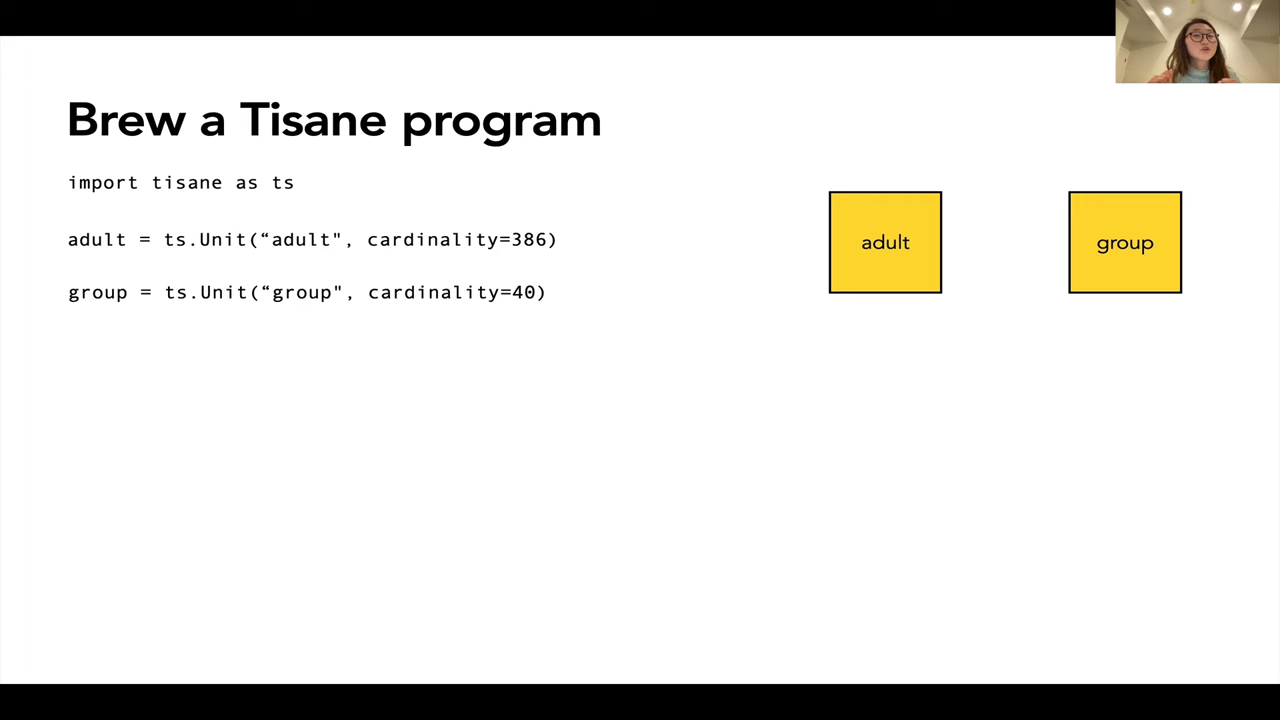 Brew a Tisane program
import tisane as ts
adult = ts.Unit(“adult", cardinality=386)
group = ts.Unit(“group", cardinality=40)
adult
group